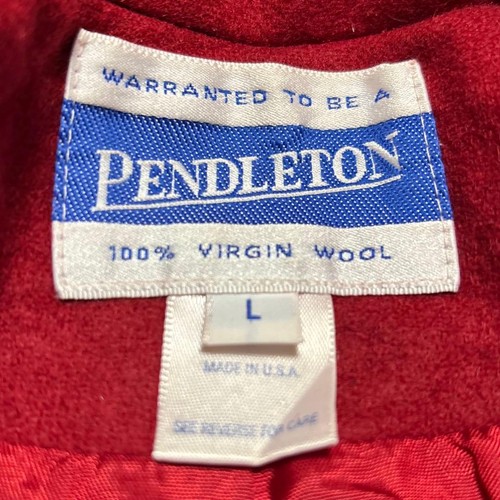 WARRANTED TO BE A
PENDLETON
100% VIRGIN WOOL
L
MADE IN U.S.A.
SEE REVERSE FOR CARE